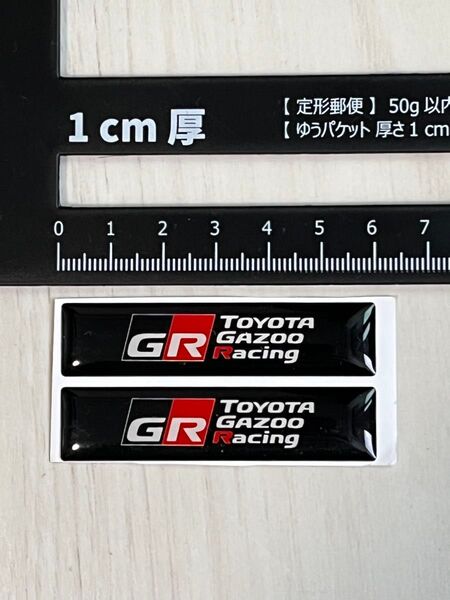 1 cm 厚
【 定形郵便 】 50g 以内
【 ゆうパケット 厚さ 1 cm
0 1 2 3 4 5 6 7
GR TOYOTA
GAZOO
Racing
GR TOYOTA
GAZOO
Racing